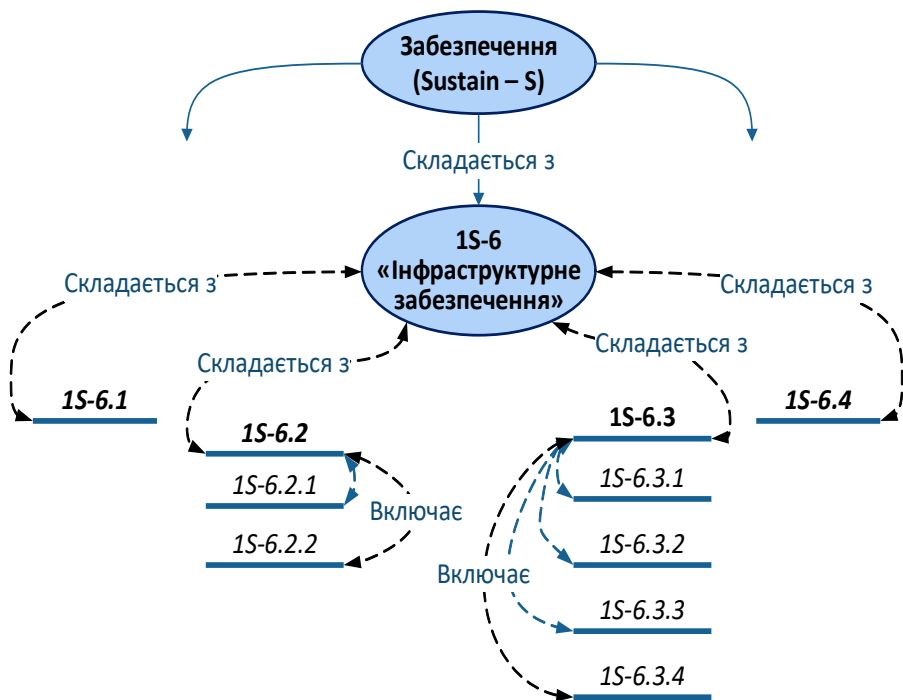 Забезпечення
(Sustain – S)
Складається з
1S-6
«Інфраструктурне
забезпечення»
Складається з
Складається з
Складається з
Складається з
1S-6.1
1S-6.2
1S-6.3
1S-6.4
1S-6.2.1
1S-6.2.2
Включає
1S-6.3.1
1S-6.3.2
Включає
1S-6.3.3
1S-6.3.4